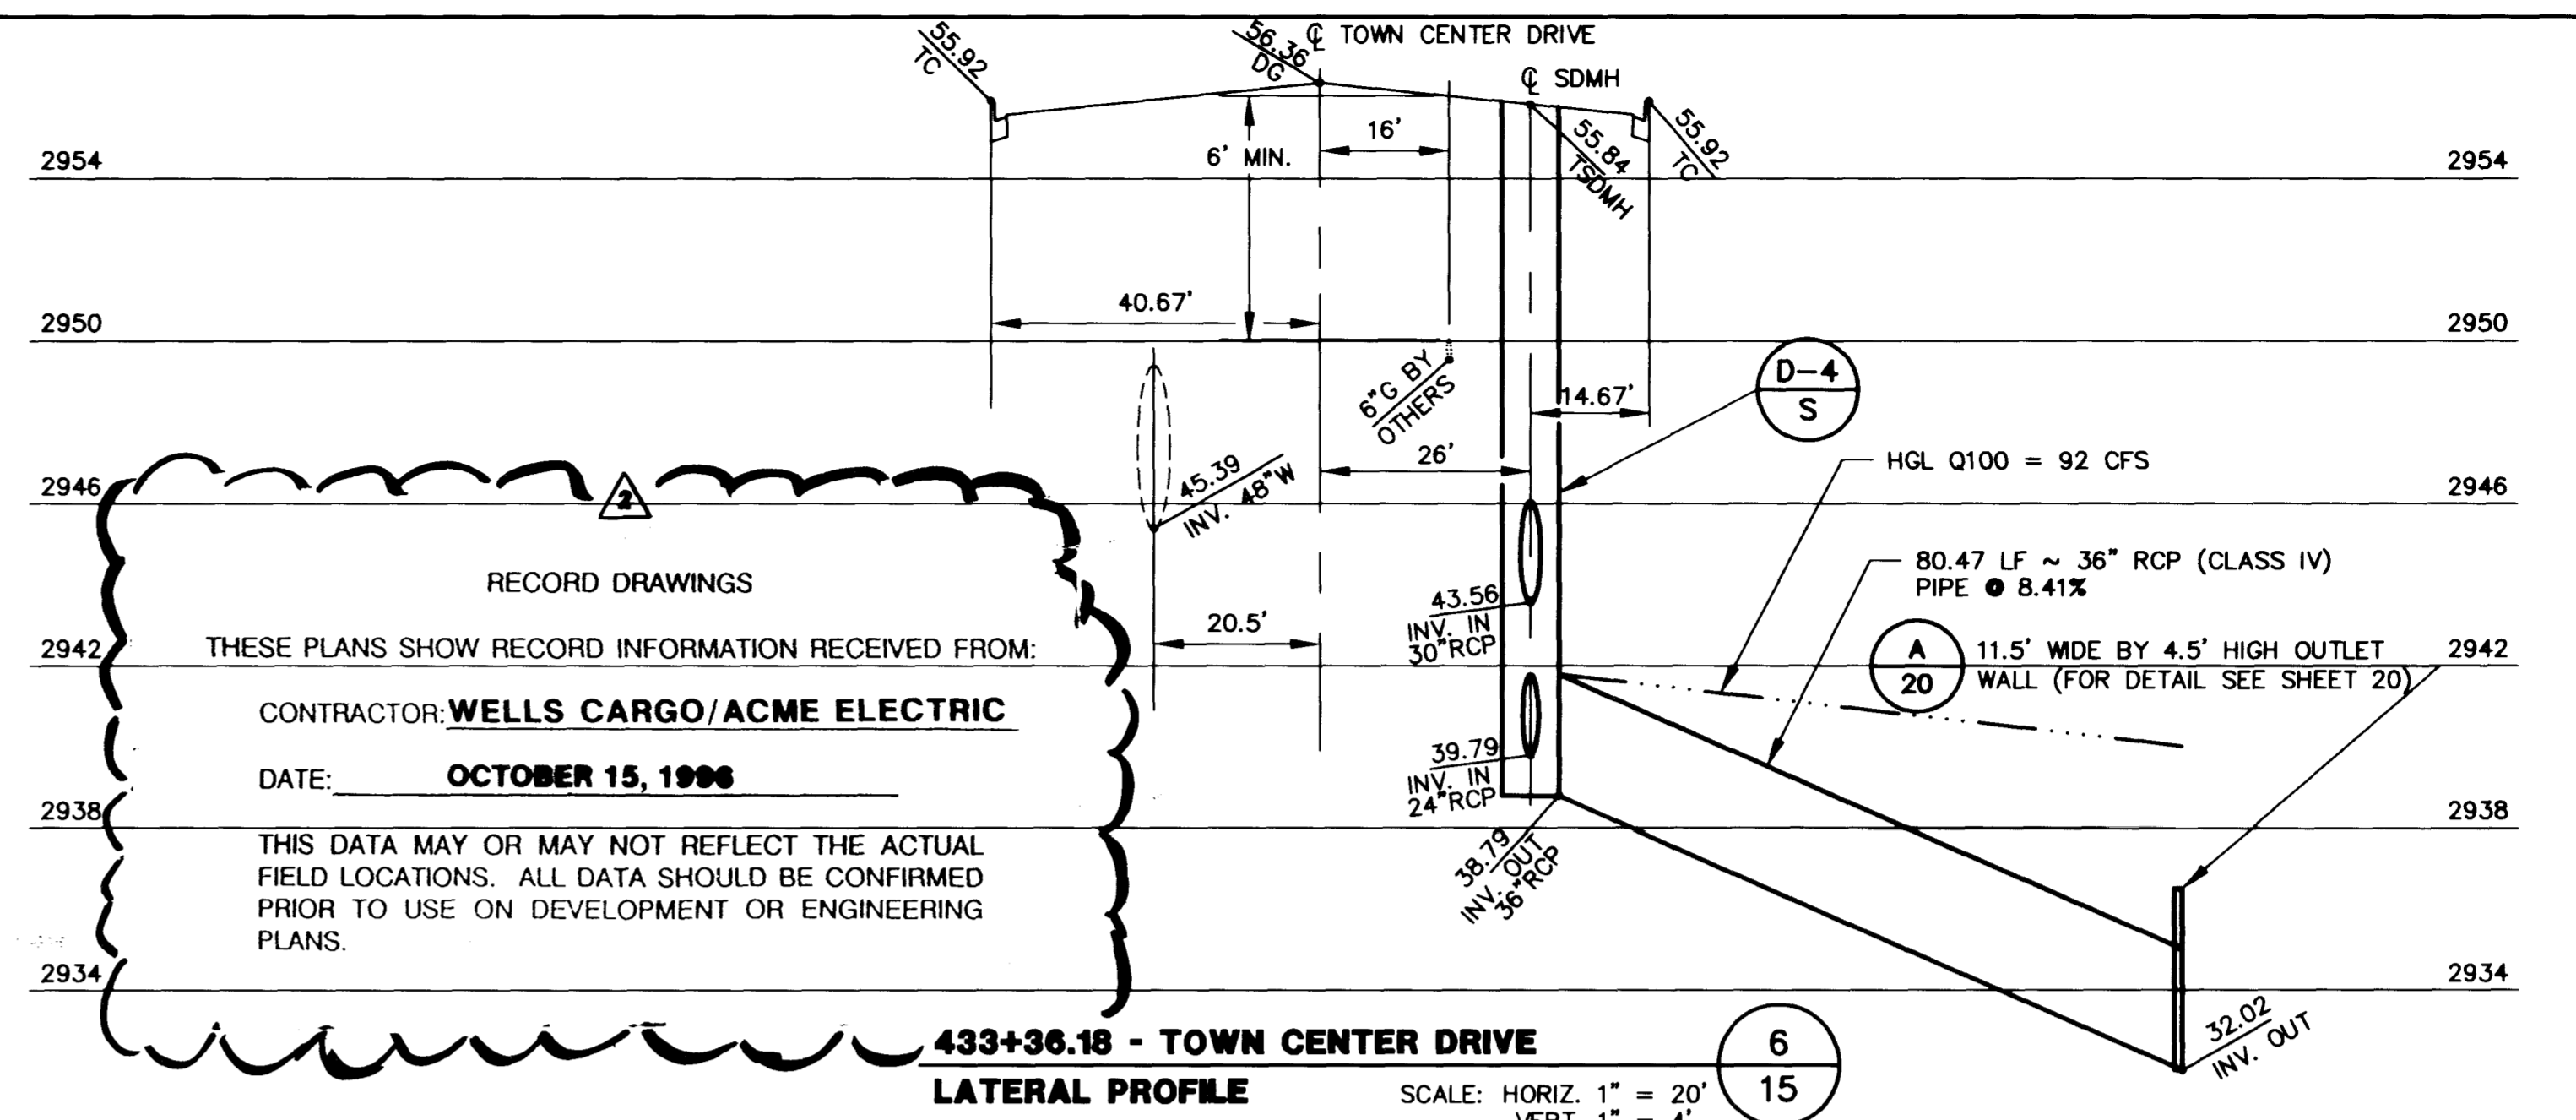 ℄ TOWN CENTER DRIVE
55.92
TC
56.36
DG
℄ SDMH
16'
6' MIN.
55.84
TSDMH
55.92
TC
2954
2954
40.67'
2950
2950
6"G BY
OTHERS
14.67'
D-4
S
26'
HGL Q100 = 92 CFS
45.39
INV. 48"W
2946
2946
2
80.47 LF ~ 36" RCP (CLASS IV)
PIPE @ 8.41%
43.56
INV. IN
30"RCP
20.5'
RECORD DRAWINGS
THESE PLANS SHOW RECORD INFORMATION RECEIVED FROM:
2942
2942
A
20
11.5' WIDE BY 4.5' HIGH OUTLET
WALL (FOR DETAIL SEE SHEET 20)
CONTRACTOR: WELLS CARGO/ACME ELECTRIC
39.79
INV. IN
24"RCP
DATE: OCTOBER 15, 1996
2938
2938
38.79
INV. OUT
36"RCP
THIS DATA MAY OR MAY NOT REFLECT THE ACTUAL
FIELD LOCATIONS. ALL DATA SHOULD BE CONFIRMED
PRIOR TO USE ON DEVELOPMENT OR ENGINEERING
PLANS.
2934
2934
32.02
INV. OUT
433+36.18 - TOWN CENTER DRIVE
LATERAL PROFILE
6
15
SCALE: HORIZ. 1" = 20'
VERT. 1" = 4'